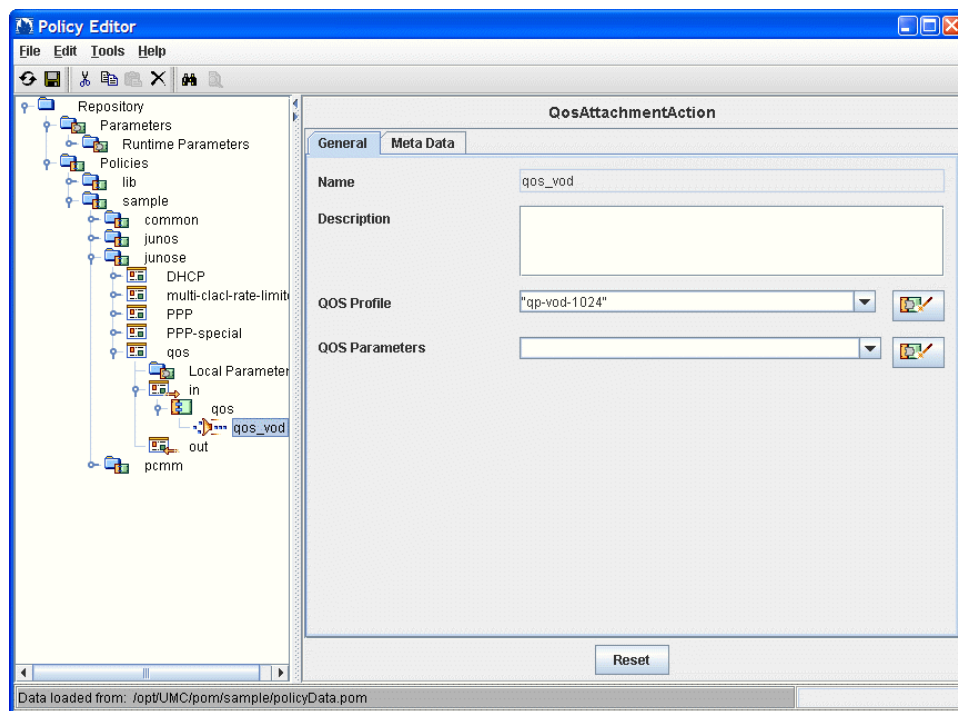 Policy Editor
File Edit Tools Help
Repository
Parameters
Runtime Parameters
Policies
lib
sample
common
junos
junose
DHCP
multi-clacl-rate-limite
PPP
PPP-special
qos
Local Parameter
in
qos
qos_vod
out
pcmm
QosAttachmentAction
General Meta Data
Name qos_vod
Description
QOS Profile "qp-vod-1024"
QOS Parameters
Reset
Data loaded from: /opt/UMC/pom/sample/policyData.pom